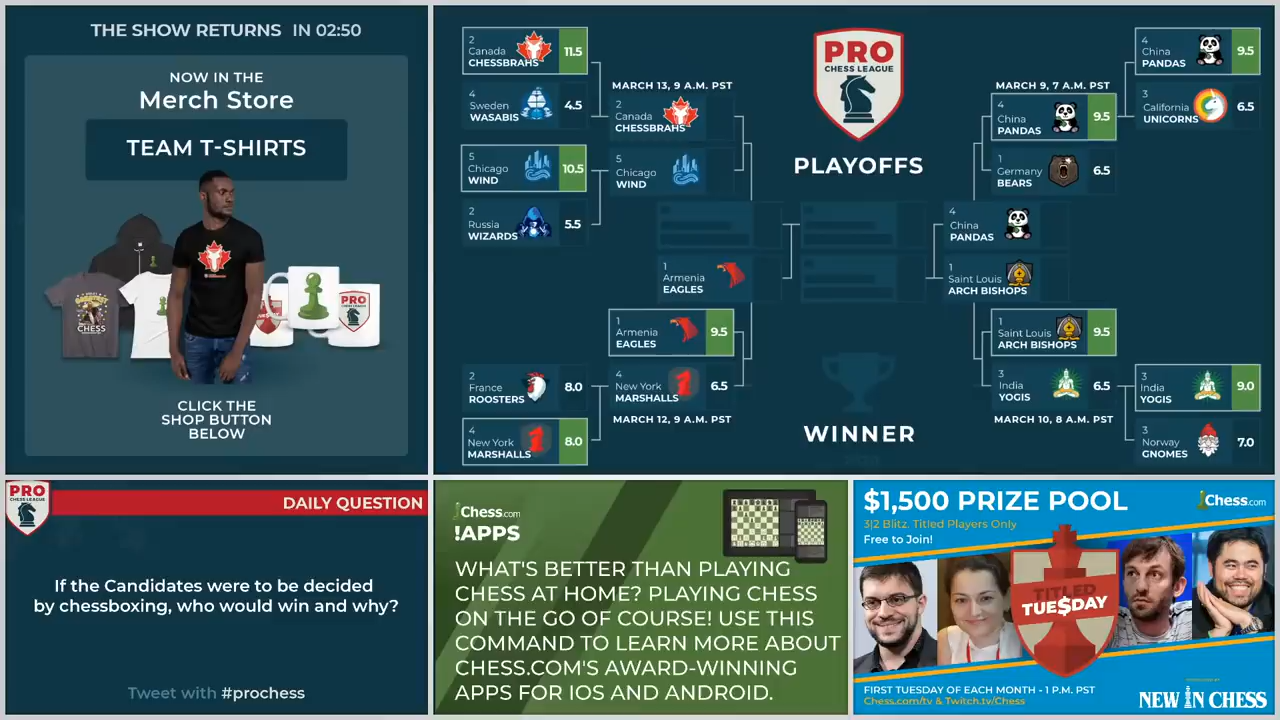 THE SHOW RETURNS IN 02:50
NOW IN THE
Merch Store
TEAM T-SHIRTS
CHESS
TUE$DAY
PRO
CLICK THE
SHOP BUTTON
BELOW
2
Canada
CHESSBRAHS
11.5
4
Sweden
WASABIS
4.5
5
Chicago
WIND
10.5
2
Russia
WIZARDS
5.5
MARCH 13, 9 A.M. PST
2
Canada
CHESSBRAHS
5
Chicago
WIND
1
Armenia
EAGLES
1
Armenia
EAGLES
9.5
4
New York
MARSHALLS
6.5
MARCH 12, 9 A.M. PST
2
France
ROOSTERS
8.0
4
New York
MARSHALLS
8.0
PRO
CHESS LEAGUE
PLAYOFFS
WINNER
4
China
PANDAS
9.5
3
California
UNICORNS
6.5
MARCH 9, 7 A.M. PST
4
China
PANDAS
9.5
1
Germany
BEARS
6.5
4
China
PANDAS
1
Saint Louis
ARCH BISHOPS
1
Saint Louis
ARCH BISHOPS
9.5
3
India
YOGIS
6.5
MARCH 10, 8 A.M. PST
3
India
YOGIS
9.0
3
Norway
GNOMES
7.0
PRO
CHESS LEAGUE
DAILY QUESTION
If the Candidates were to be decided
by chessboxing, who would win and why?
Tweet with #prochess
Chess.com
!APPS
WHAT'S BETTER THAN PLAYING
CHESS AT HOME? PLAYING CHESS
ON THE GO OF COURSE! USE THIS
COMMAND TO LEARN MORE ABOUT
CHESS.COM'S AWARD-WINNING
APPS FOR IOS AND ANDROID.
$1,500 PRIZE POOL
3|2 Blitz. Titled Players Only
Free to Join!
Chess.com
TITLED
TUE$DAY
FIRST TUESDAY OF EACH MONTH - 1 P.M. PST
Chess.com/tv & Twitch.tv/Chess
NEW IN CHESS